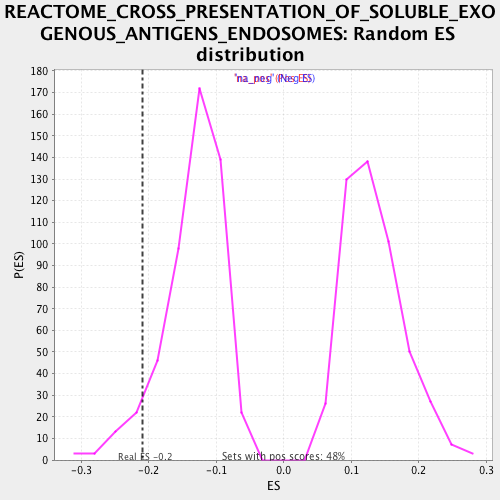 REACTOME_CROSS_PRESENTATION_OF_SOLUBLE_EXO
GENOUS_ANTIGENS_ENDOSOMES: Random ES
distribution
180
170
160
150
140
130
120
110
100
90
80
70
60
50
40
30
20
10
0
P(ES)
Real ES -0.2
Sets with pos scores: 48%
-0.3 -0.2 -0.1 0.0 0.1 0.2 0.3
ES